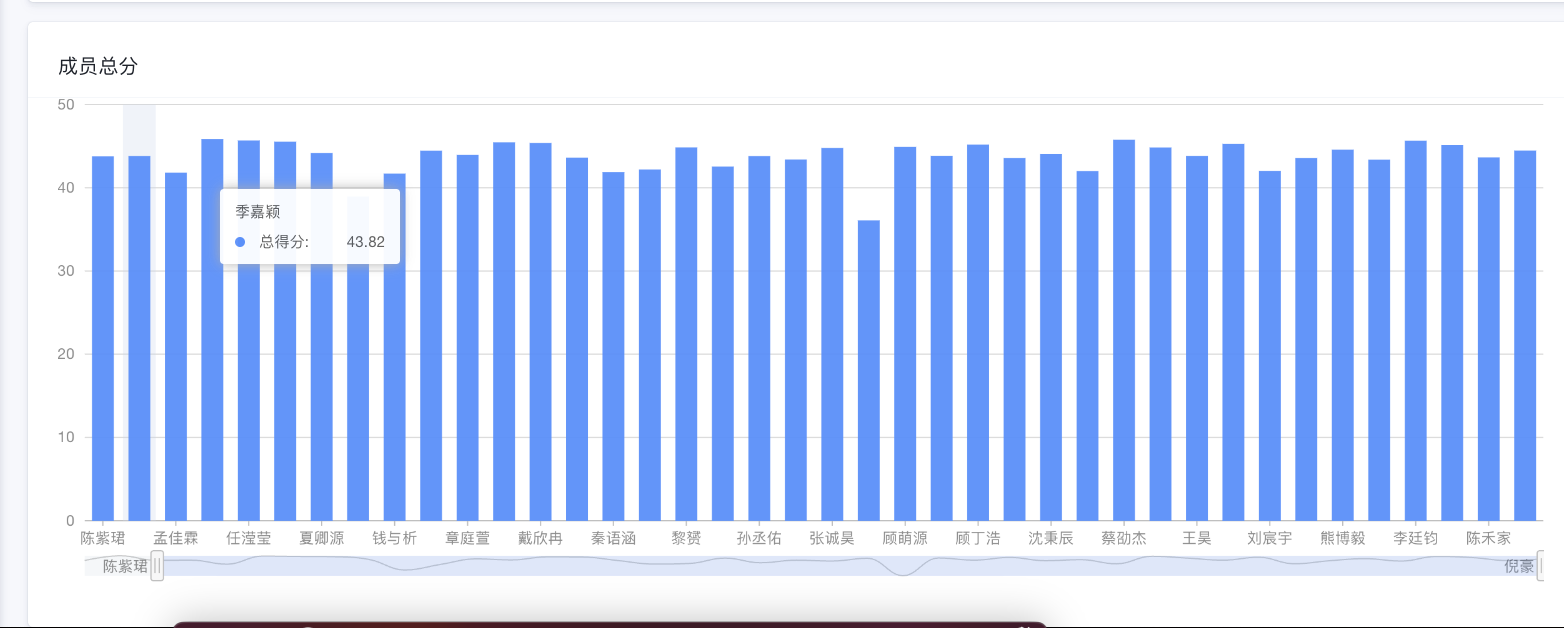 成员总分
50
40
30
20
10
0
季嘉颖
总得分: 43.82
陈紫珺 孟佳霖 任滢莹 夏卿源 钱与析 章庭萱 戴欣冉 秦语涵 黎赟 孙丞佑 张诚昊 顾萌源 顾丁浩 沈秉辰 蔡劭杰 王昊 刘宸宇 熊博毅 李廷钧 陈禾家
陈紫珺 倪豪